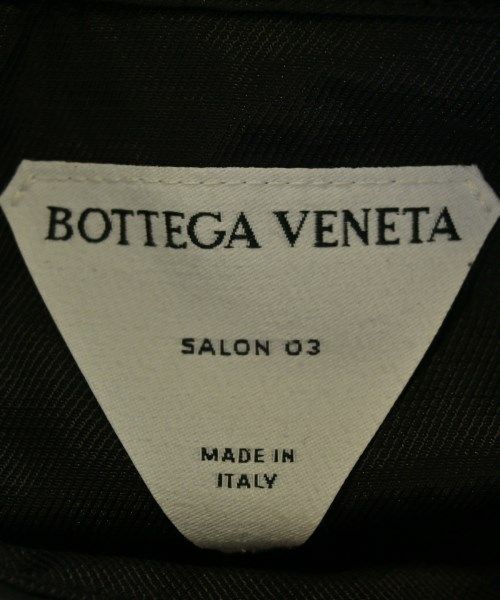 BOTTEGA VENETA
SALON 03
MADE IN
ITALY